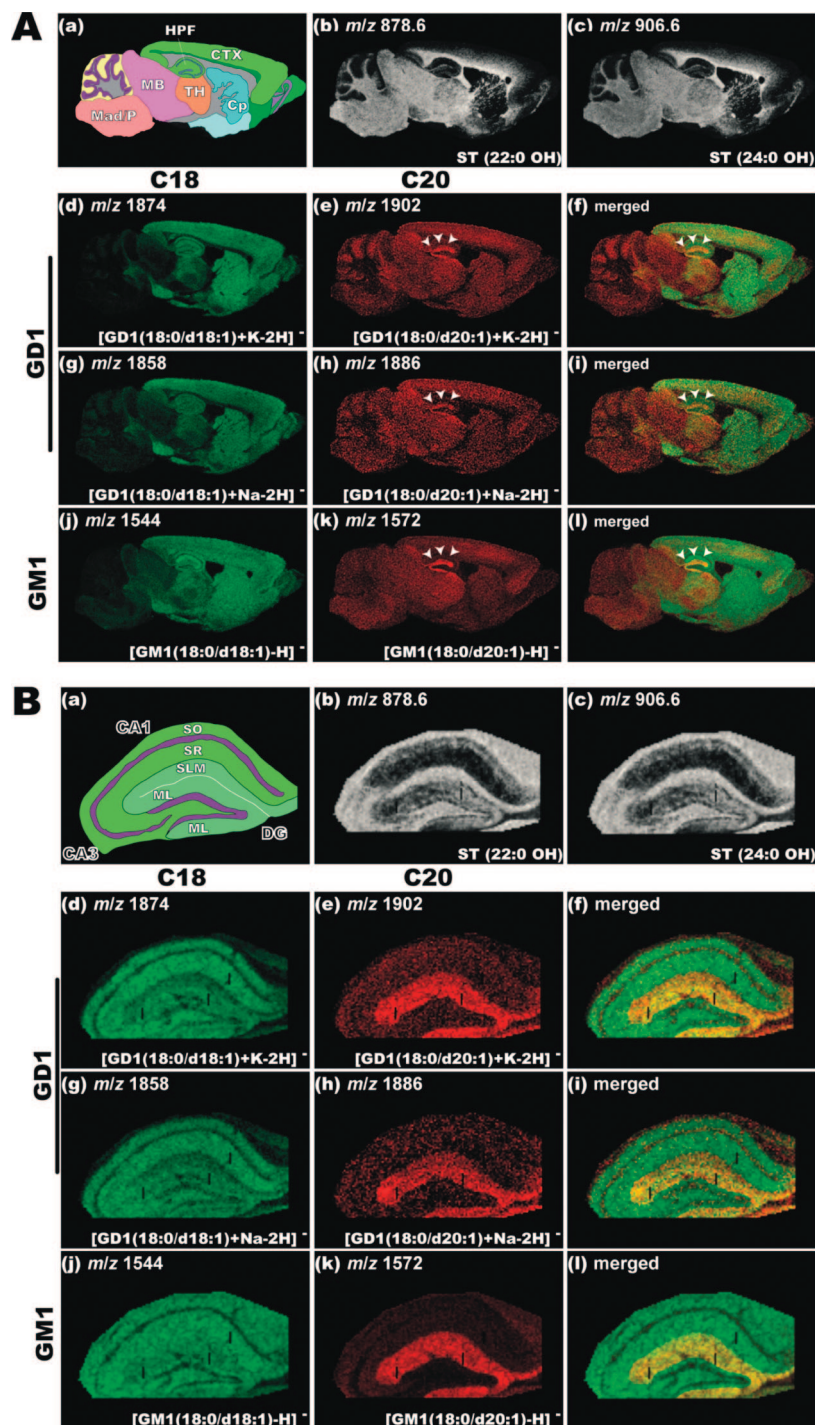 A
(a)
HPF
CTX
MB
TH
Cp
Mad/P
(b) m/z 878.6
ST (22:0 OH)
(c) m/z 906.6
ST (24:0 OH)
C18
C20
GD1
(d) m/z 1874
[GD1(18:0/d18:1)+K-2H]⁻
(e) m/z 1902
[GD1(18:0/d20:1)+K-2H]⁻
(f) merged
(g) m/z 1858
[GD1(18:0/d18:1)+Na-2H]⁻
(h) m/z 1886
[GD1(18:0/d20:1)+Na-2H]⁻
(i) merged
GM1
(j) m/z 1544
[GM1(18:0/d18:1)-H]⁻
(k) m/z 1572
[GM1(18:0/d20:1)-H]⁻
(l) merged
B
(a)
CA1
SO
SR
SLM
ML
ML
DG
CA3
(b) m/z 878.6
ST (22:0 OH)
(c) m/z 906.6
ST (24:0 OH)
C18
C20
GD1
(d) m/z 1874
[GD1(18:0/d18:1)+K-2H]⁻
(e) m/z 1902
[GD1(18:0/d20:1)+K-2H]⁻
(f) merged
(g) m/z 1858
[GD1(18:0/d18:1)+Na-2H]⁻
(h) m/z 1886
[GD1(18:0/d20:1)+Na-2H]⁻
(i) merged
GM1
(j) m/z 1544
[GM1(18:0/d18:1)-H]⁻
(k) m/z 1572
[GM1(18:0/d20:1)-H]⁻
(l) merged